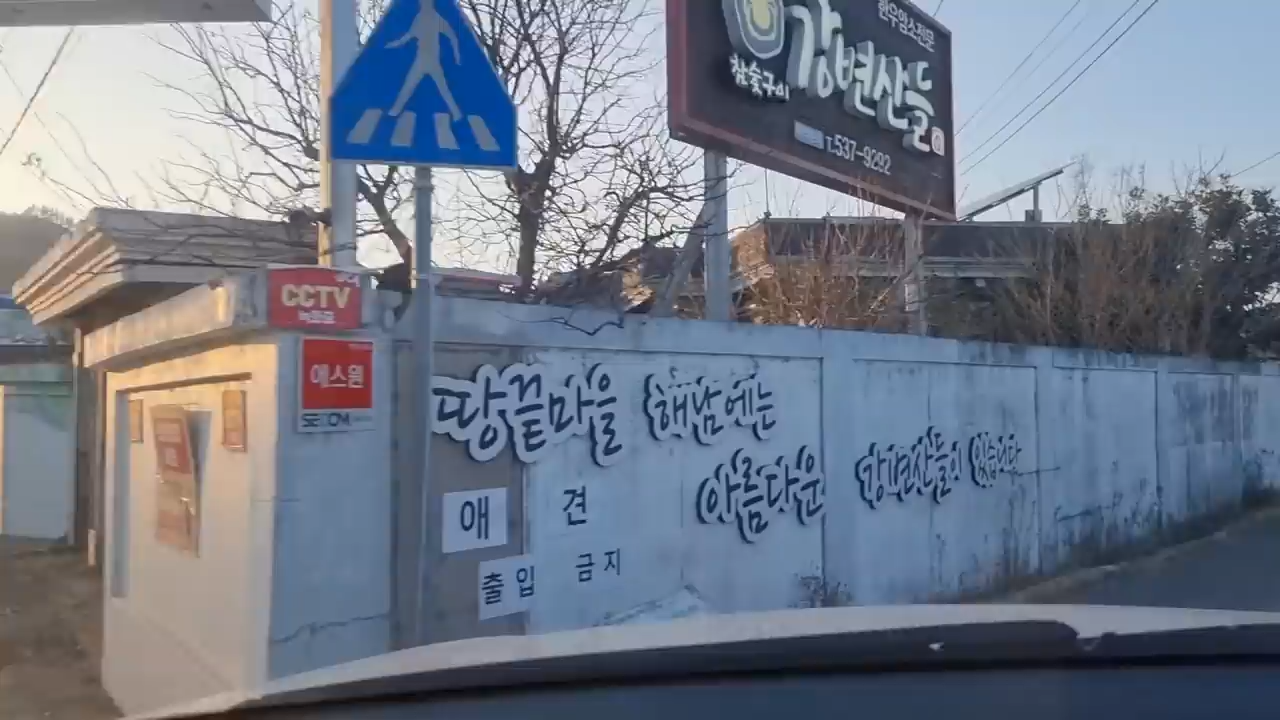 한우암소전문
참숯구이
강변산들
T.537-9292
CCTV
에스원
SECOM
땅끝마을 해남에는
아름다운 강변산들이 있습니다
애 견
출입 금지